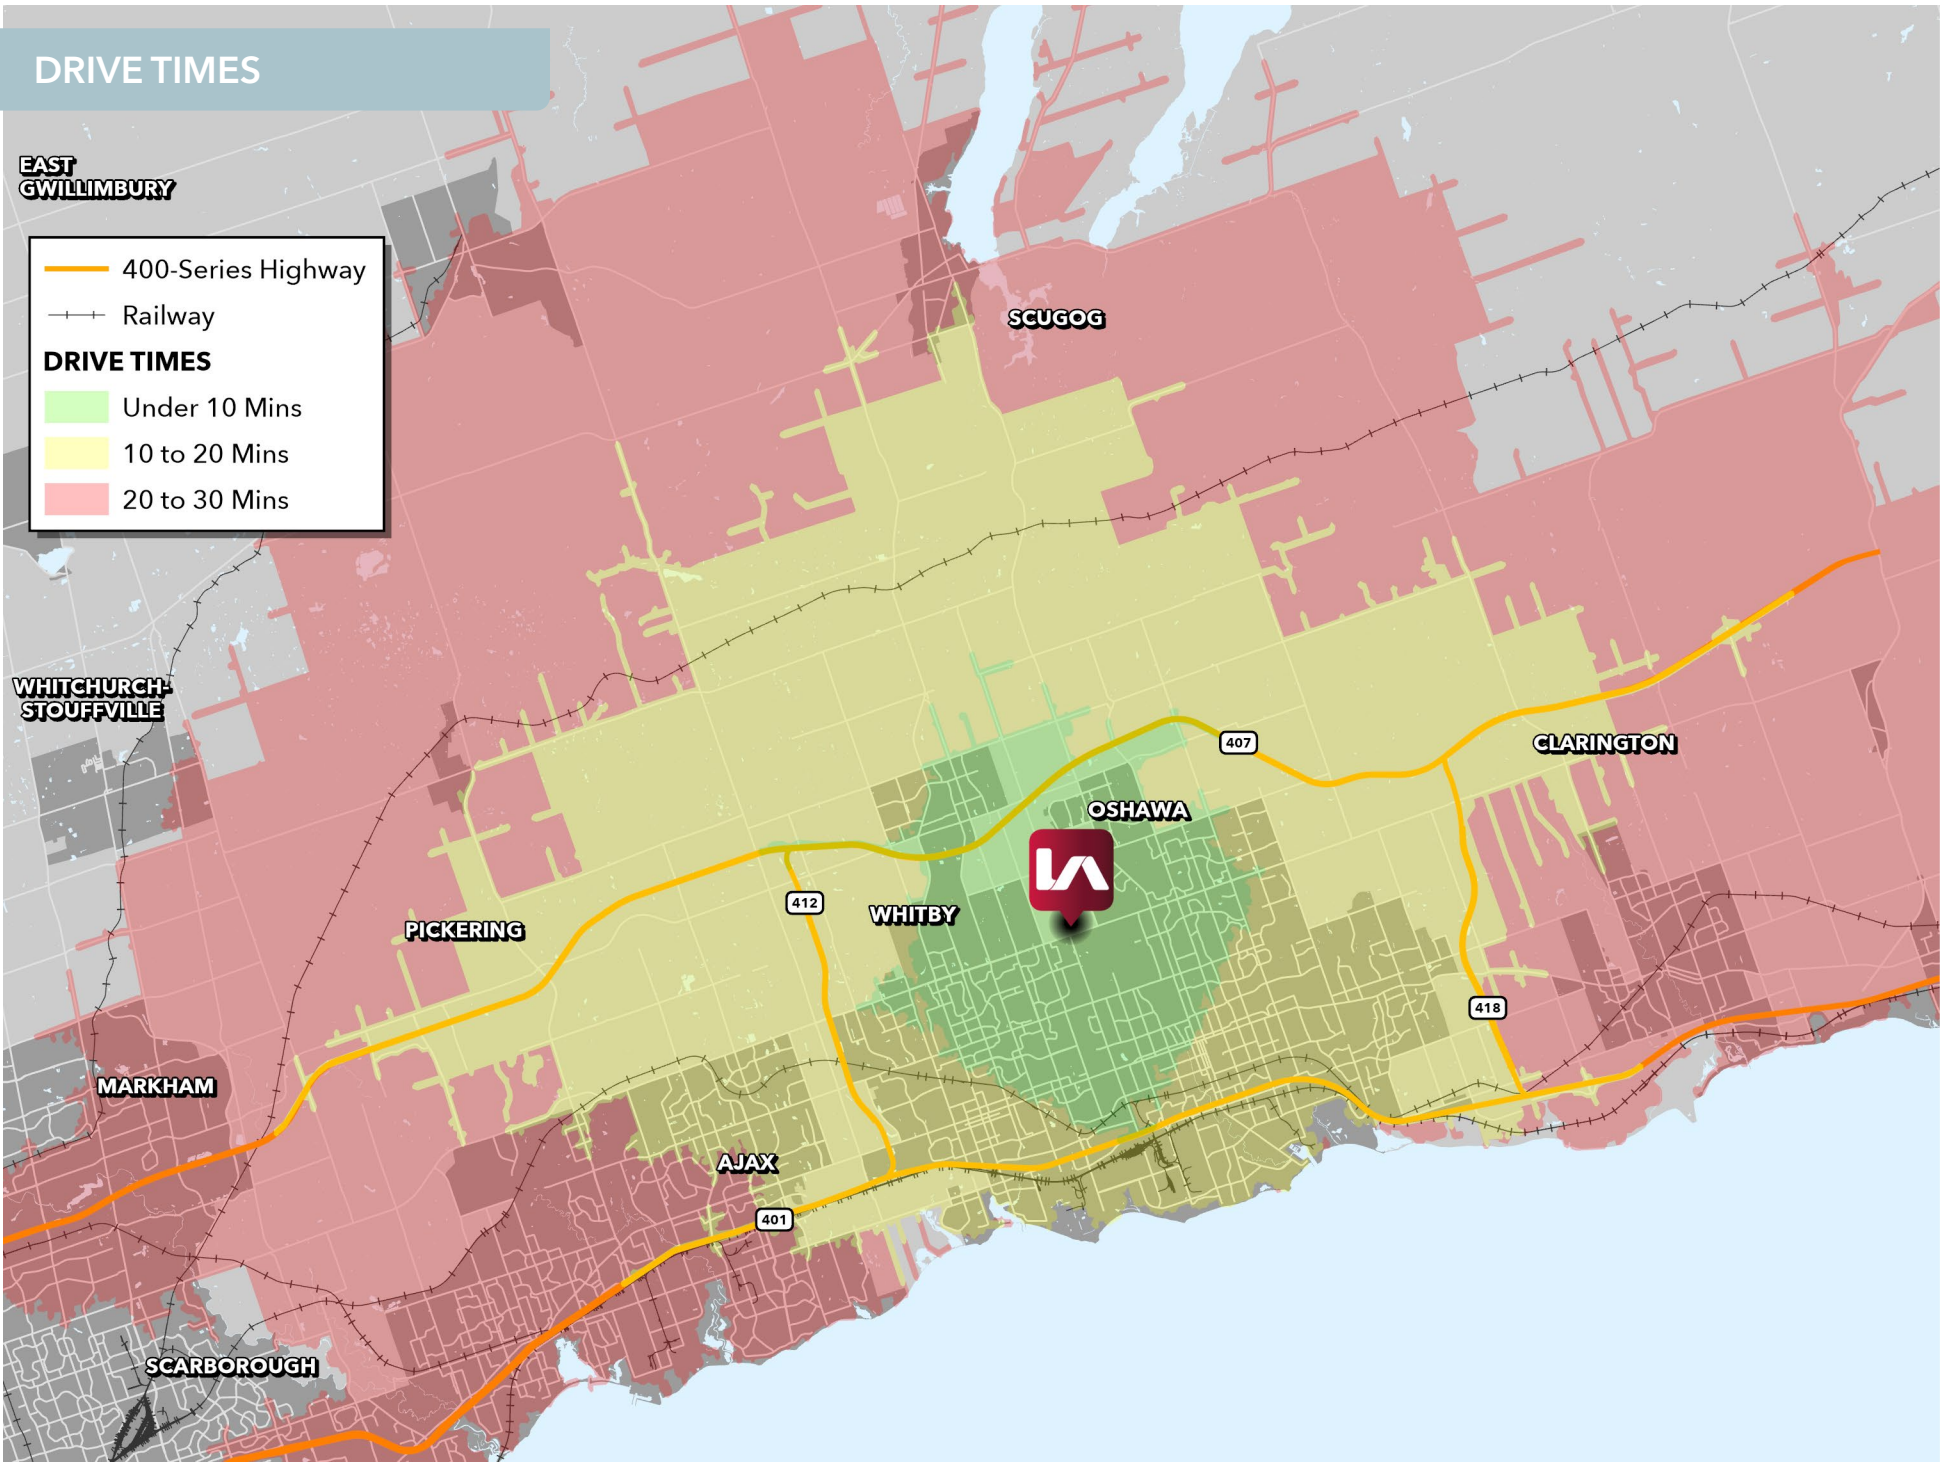 DRIVE TIMES
EAST
GWILLIMBURY
400-Series Highway
Railway
DRIVE TIMES
Under 10 Mins
10 to 20 Mins
20 to 30 Mins
SCUGOG
WHITCHURCH-
STOUFFVILLE
407
CLARINGTON
OSHAWA
412
WHITBY
PICKERING
418
MARKHAM
AJAX
401
SCARBOROUGH